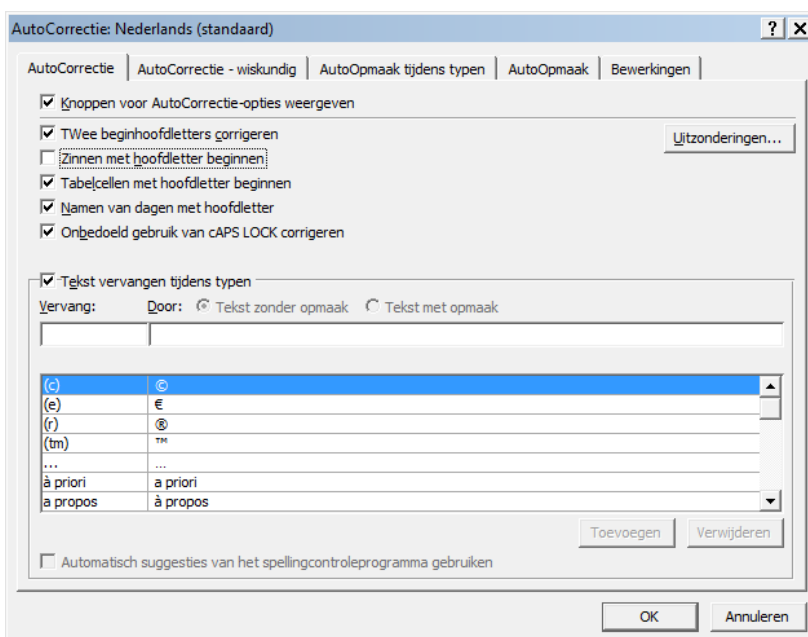 AutoCorrectie: Nederlands (standaard)
AutoCorrectie AutoCorrectie - wiskundig AutoOpmaak tijdens typen AutoOpmaak Bewerkingen
Knoppen voor AutoCorrectie-opties weergeven
TWee beginhoofdletters corrigeren Uitzonderingen...
Zinnen met hoofdletter beginnen
Tabelcellen met hoofdletter beginnen
Namen van dagen met hoofdletter
Onbedoeld gebruik van cAPS LOCK corrigeren
Tekst vervangen tijdens typen
Vervang: Door: Tekst zonder opmaak Tekst met opmaak
(c) ©
(e) €
(r) ®
(tm) ™
... …
à priori a priori
a propos à propos
Toevoegen Verwijderen
Automatisch suggesties van het spellingcontroleprogramma gebruiken
OK Annuleren